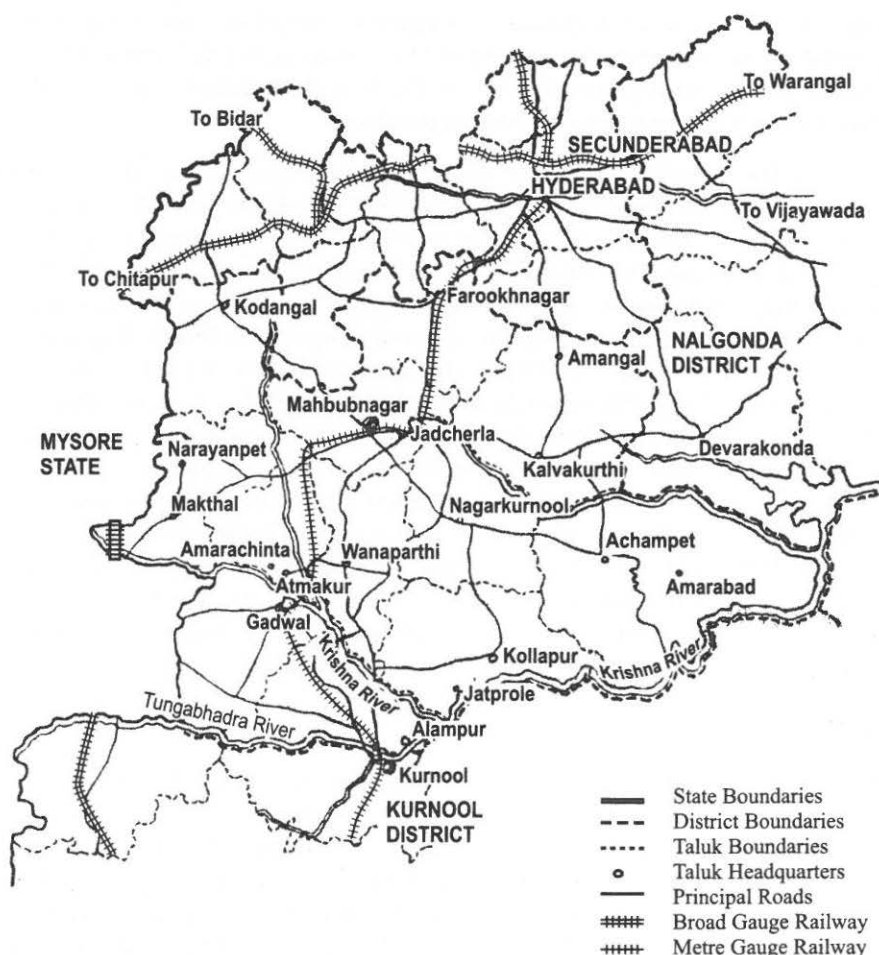 To Warangal
To Bidar
SECUNDERABAD
HYDERABAD
To Vijayawada
To Chitapur
Farookhnagar
Kodangal
NALGONDA
DISTRICT
Amangal
Mahbubnagar
Jadcherla
MYSORE
STATE
Narayanpet
Devarakonda
Kalvakurthi
Makthal
Nagarkurnool
Achampet
Amarachinta
Wanaparthi
Amarabad
Atmakur
Gadwal
Krishna River
Kollapur
Krishna River
Jatprole
Tungabhadra River
Alampur
Kurnool
KURNOOL
DISTRICT
State Boundaries
District Boundaries
Taluk Boundaries
Taluk Headquarters
Principal Roads
Broad Gauge Railway
Metre Gauge Railway